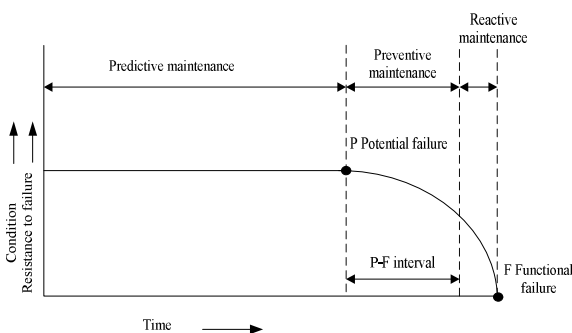 Reactive
maintenance
Preventive
maintenance
Predictive maintenance
P Potential failure
Condition
Resistance to failure
P-F interval
F Functional
failure
Time